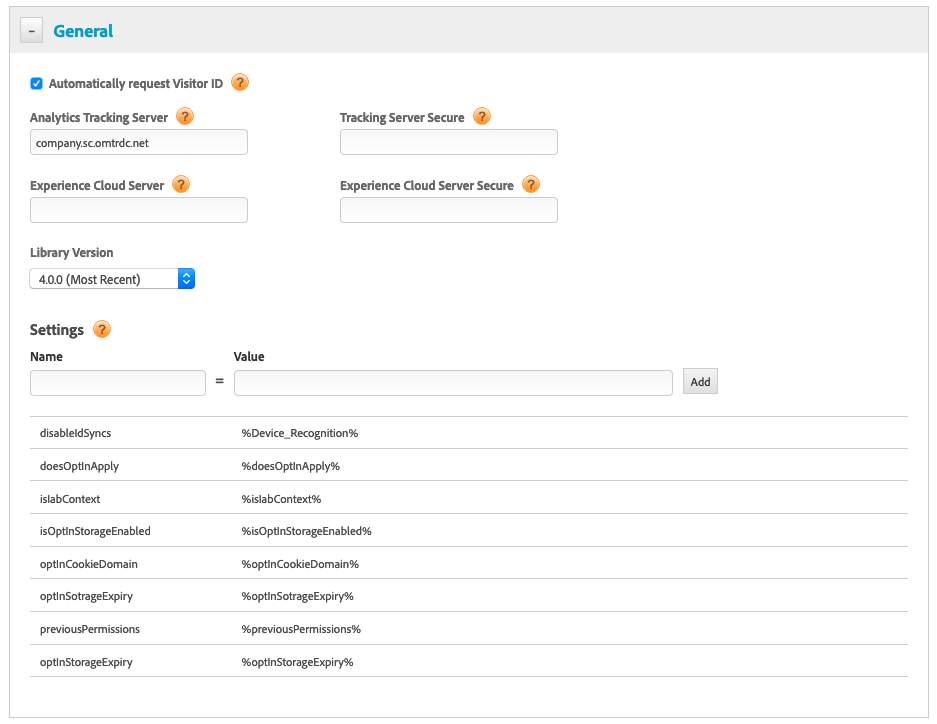 - General
Automatically request Visitor ID ?
Analytics Tracking Server ? Tracking Server Secure ?
company.sc.omtrdc.net
Experience Cloud Server ? Experience Cloud Server Secure ?
Library Version
4.0.0 (Most Recent)
Settings ?
Name Value
= Add
disableIdSyncs %Device_Recognition%
doesOptInApply %doesOptInApply%
isIabContext %isIabContext%
isOptInStorageEnabled %isOptInStorageEnabled%
optInCookieDomain %optInCookieDomain%
optInSotrageExpiry %optInSotrageExpiry%
previousPermissions %previousPermissions%
optInStorageExpiry %optInStorageExpiry%